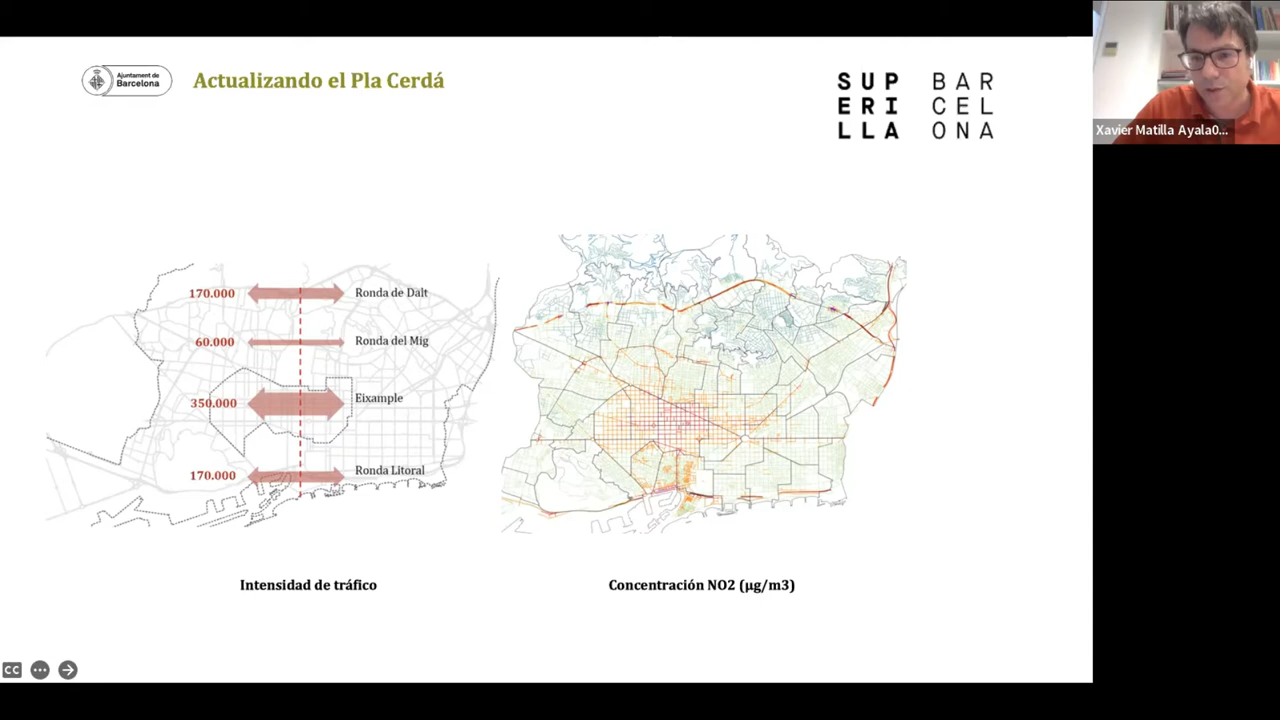 Ajuntament de
Barcelona
Actualizando el Pla Cerdá
SUP BAR
ERI CEL
LLA ONA
Xavier Matilla Ayala0...
170.000 Ronda de Dalt
60.000 Ronda del Mig
350.000 Eixample
170.000 Ronda Litoral
Intensidad de tráfico
Concentración NO2 (µg/m3)
CC